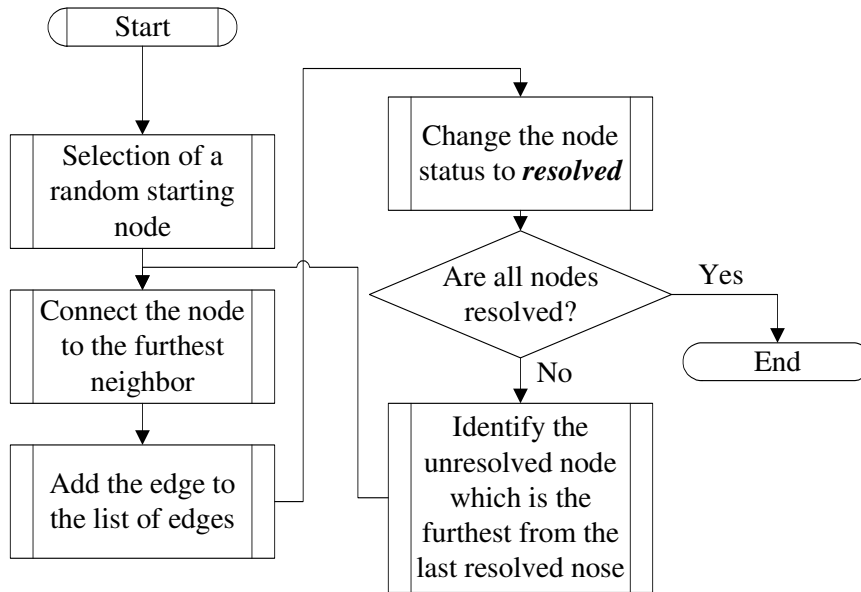 Start
Selection of a
random starting
node
Connect the node
to the furthest
neighbor
Add the edge to
the list of edges
Change the node
status to resolved
Are all nodes
resolved?
Yes
End
No
Identify the
unresolved node
which is the
furthest from the
last resolved nose